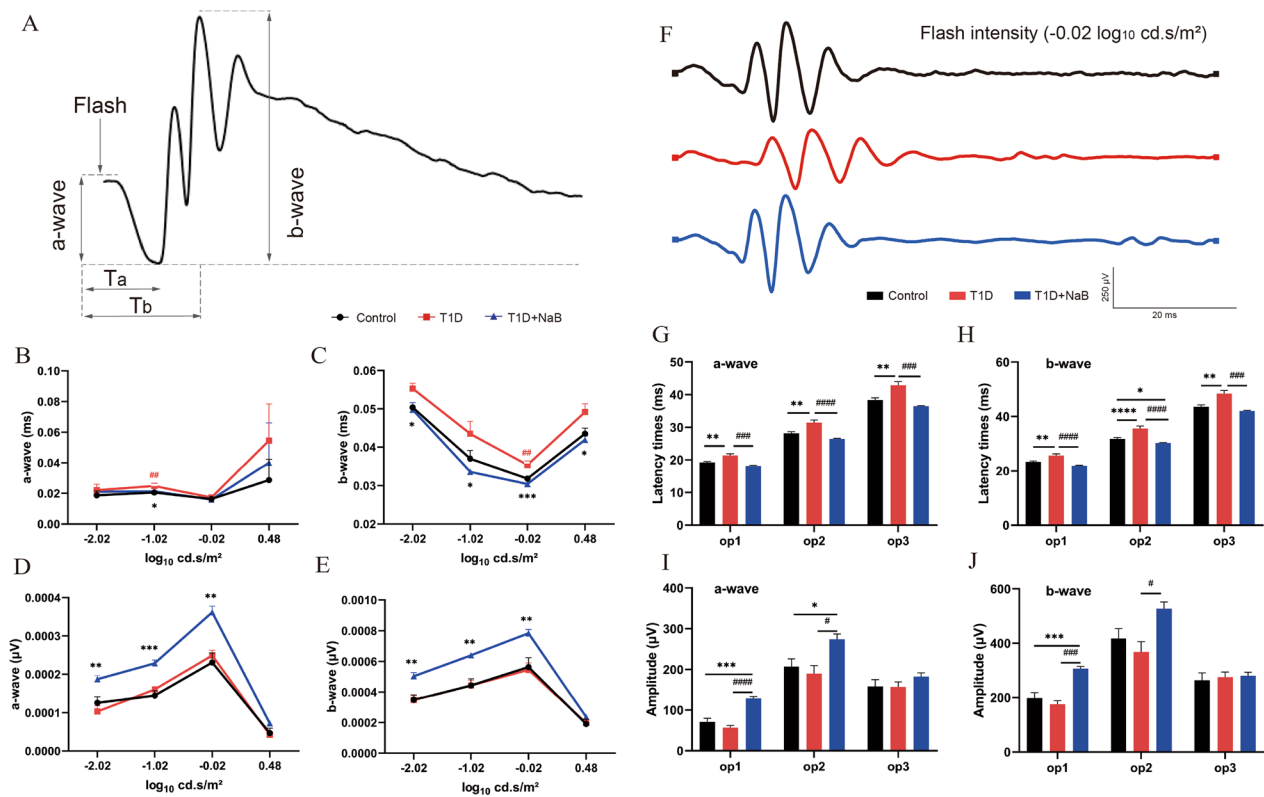 A
Flash
a-wave
b-wave
Ta
Tb
Control T1D T1D+NaB
B
a-wave (ms)
0.10
0.08
0.06
0.04
0.02
0.00
##
*
-2.02 -1.02 -0.02 0.48
log10 cd.s/m²
C
b-wave (ms)
0.06
0.05
0.04
0.03
0.02
##
*
*
***
*
-2.02 -1.02 -0.02 0.48
log10 cd.s/m²
D
a-wave (µV)
0.0004
0.0003
0.0002
0.0001
0.0000
** *** **
-2.02 -1.02 -0.02 0.48
log10 cd.s/m²
E
b-wave (µV)
0.0010
0.0008
0.0006
0.0004
0.0002
0.0000
** ** **
-2.02 -1.02 -0.02 0.48
log10 cd.s/m²
F
Flash intensity (-0.02 log10 cd.s/m²)
Control T1D T1D+NaB
250 µV
20 ms
G
a-wave
Latency times (ms)
50
40
30
20
10
0
** ###
** ####
** ###
op1 op2 op3
H
b-wave
Latency times (ms)
60
40
20
0
** ####
*
**** ####
** ###
op1 op2 op3
I
a-wave
Amplitude (µV)
400
300
200
100
0
***
####
*
#
op1 op2 op3
J
b-wave
Amplitude (µV)
600
400
200
0
***
###
#
op1 op2 op3